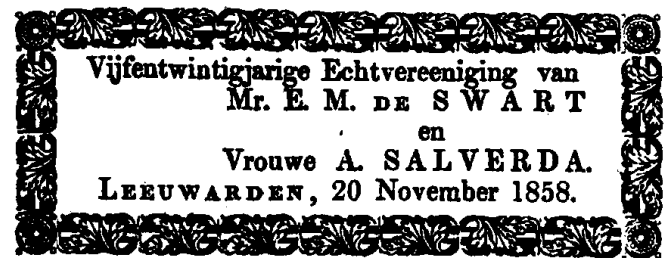 Vijfentwintigjarige Echtvereeniging van
Mr. E. M. DE SWART
en
Vrouwe A. SALVERDA.
LEEUWARDEN, 20 November 1858.